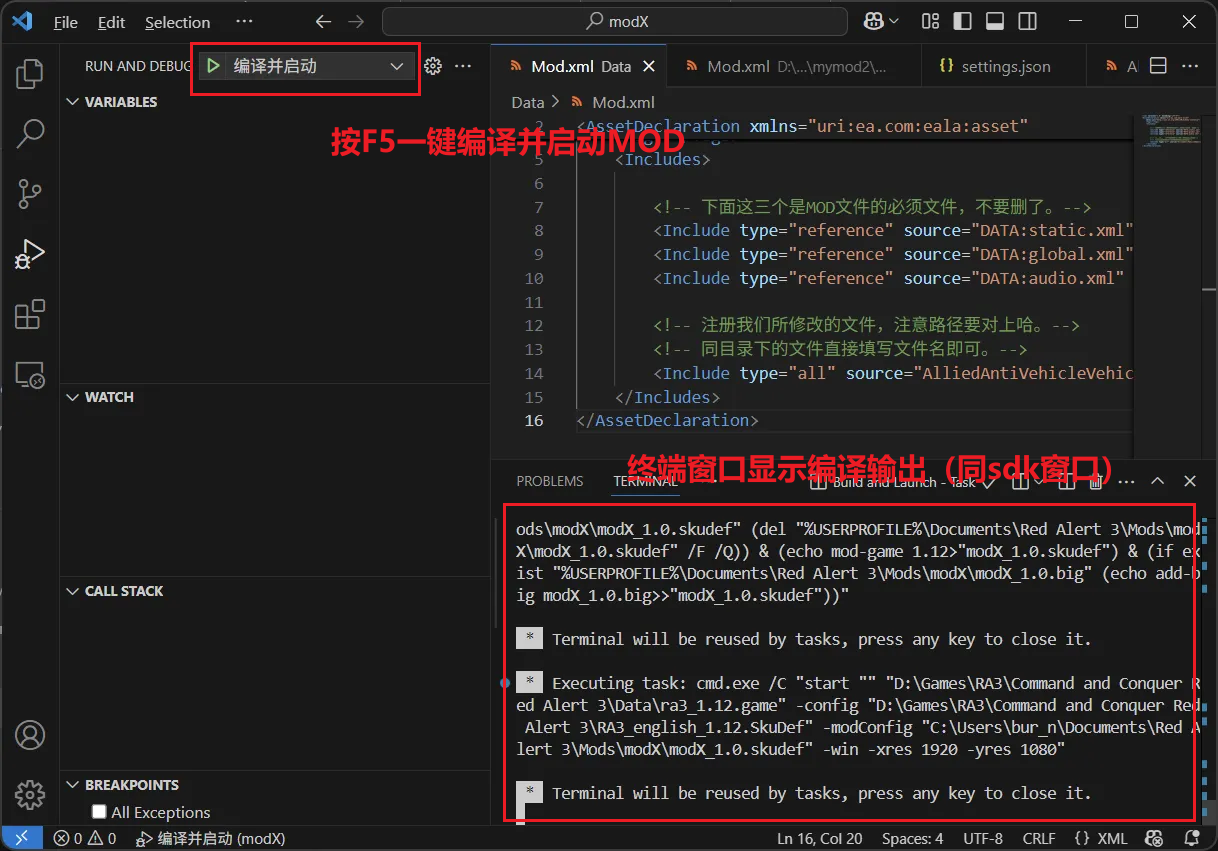 File Edit Selection ··· modX
RUN AND DEBUG
编译并启动
VARIABLES
按F5一键编译并启动MOD
WATCH
CALL STACK
BREAKPOINTS
All Exceptions
Mod.xml Data
Mod.xml D:\...\mymod2\...
{} settings.json
A
Data > Mod.xml
2 <AssetDeclaration xmlns="uri:ea.com:eala:asset"
5 <Includes>
6
7 <!-- 下面这三个是MOD文件的必须文件，不要删了。-->
8 <Include type="reference" source="DATA:static.xml"
9 <Include type="reference" source="DATA:global.xml"
10 <Include type="reference" source="DATA:audio.xml"
11
12 <!-- 注册我们所修改的文件，注意路径要对上哈。-->
13 <!-- 同目录下的文件直接填写文件名即可。-->
14 <Include type="all" source="AlliedAntiVehicleVehic
15 </Includes>
16 </AssetDeclaration>
终端窗口显示编译输出（同sdk窗口）
PROBLEMS TERMINAL Build and Launch - Task
ods\modX\modX_1.0.skudef" (del "%USERPROFILE%\Documents\Red Alert 3\Mods\mod
X\modX_1.0.skudef" /F /Q)) & (echo mod-game 1.12>"modX_1.0.skudef") & (if ex
ist "%USERPROFILE%\Documents\Red Alert 3\Mods\modX\modX_1.0.big" (echo add-b
ig modX_1.0.big>>"modX_1.0.skudef"))"
* Terminal will be reused by tasks, press any key to close it.
* Executing task: cmd.exe /C "start "" "D:\Games\RA3\Command and Conquer R
ed Alert 3\Data\ra3_1.12.game" -config "D:\Games\RA3\Command and Conquer Red
Alert 3\RA3_english_1.12.SkuDef" -modConfig "C:\Users\bur_n\Documents\Red A
lert 3\Mods\modX\modX_1.0.skudef" -win -xres 1920 -yres 1080"
* Terminal will be reused by tasks, press any key to close it.
0 0 编译并启动 (modX) Ln 16, Col 20 Spaces: 4 UTF-8 CRLF {} XML